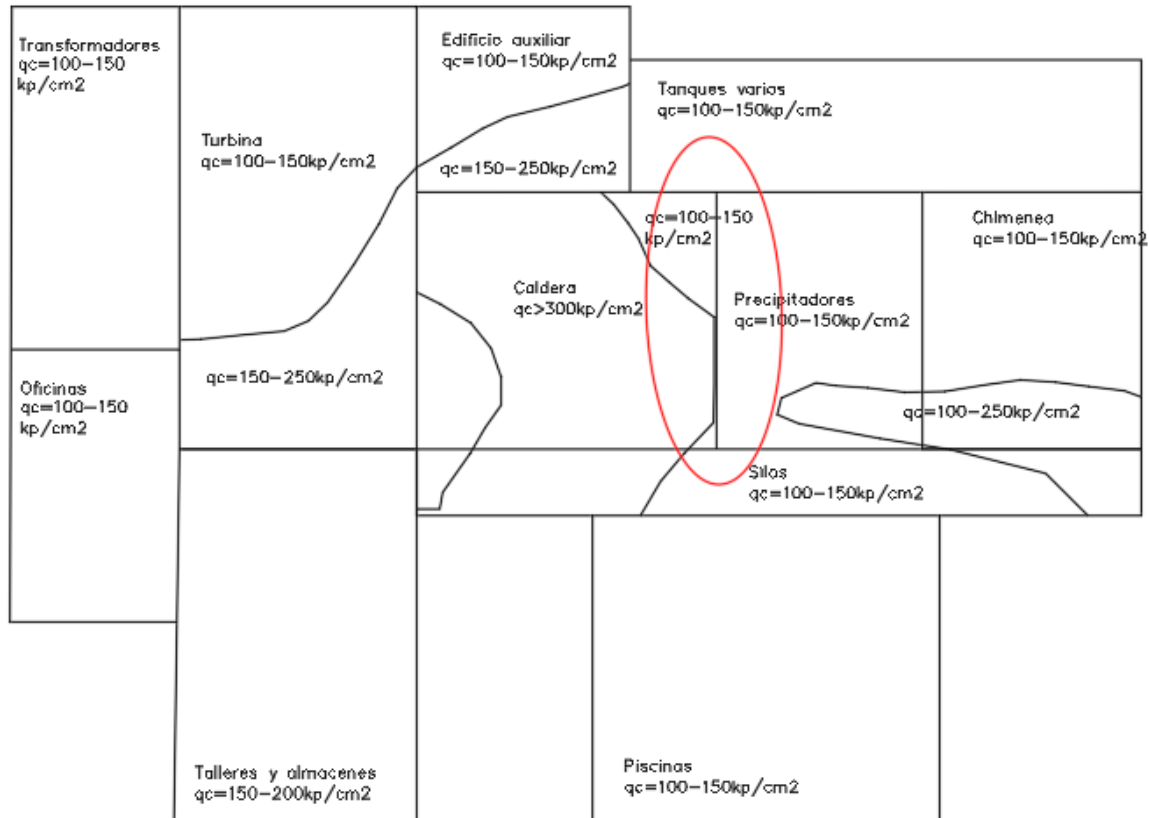 Transformadores
qc=100-150
kp/cm2
Edificio auxiliar
qc=100-150kp/cm2
Tanques varios
qc=100-150kp/cm2
Turbina
qc=100-150kp/cm2
qc=150-250kp/cm2
qc=100-150
kp/cm2
Chimenea
qc=100-150kp/cm2
Caldera
qc>300kp/cm2
Precipitadores
qc=100-150kp/cm2
Oficinas
qc=100-150
kp/cm2
qc=150-250kp/cm2
qc=100-250kp/cm2
Silos
qc=100-150kp/cm2
Talleres y almacenes
qc=150-200kp/cm2
Piscinas
qc=100-150kp/cm2